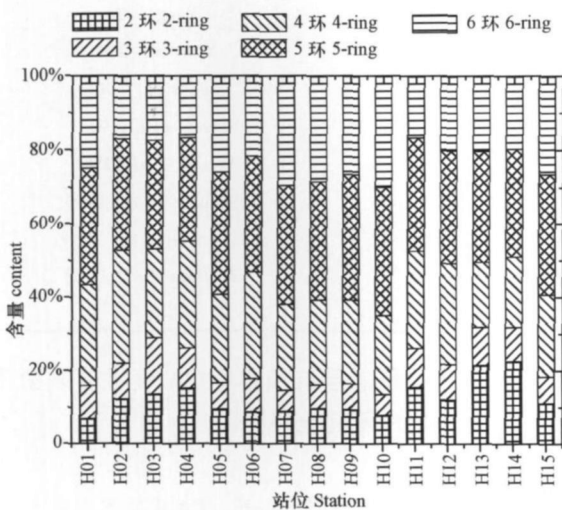 2 环 2-ring 4 环 4-ring 6 环 6-ring
3 环 3-ring 5 环 5-ring
100%
80%
60%
40%
20%
0
含量 content
H01 H02 H03 H04 H05 H06 H07 H08 H09 H10 H11 H12 H13 H14 H15
站位 Station